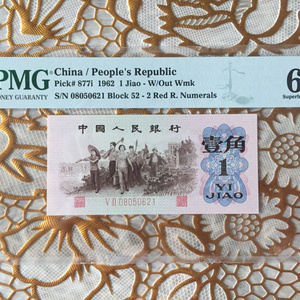 PMG
MONEY GUARANTY
China / People's Republic
Pick# 877i 1962 1 Jiao - W/Out Wmk
S/N 08050621 Block 52 - 2 Red R. Numerals
6
Superb
中国人民银行
壹角
1
YI
JIAO
VII 08050621